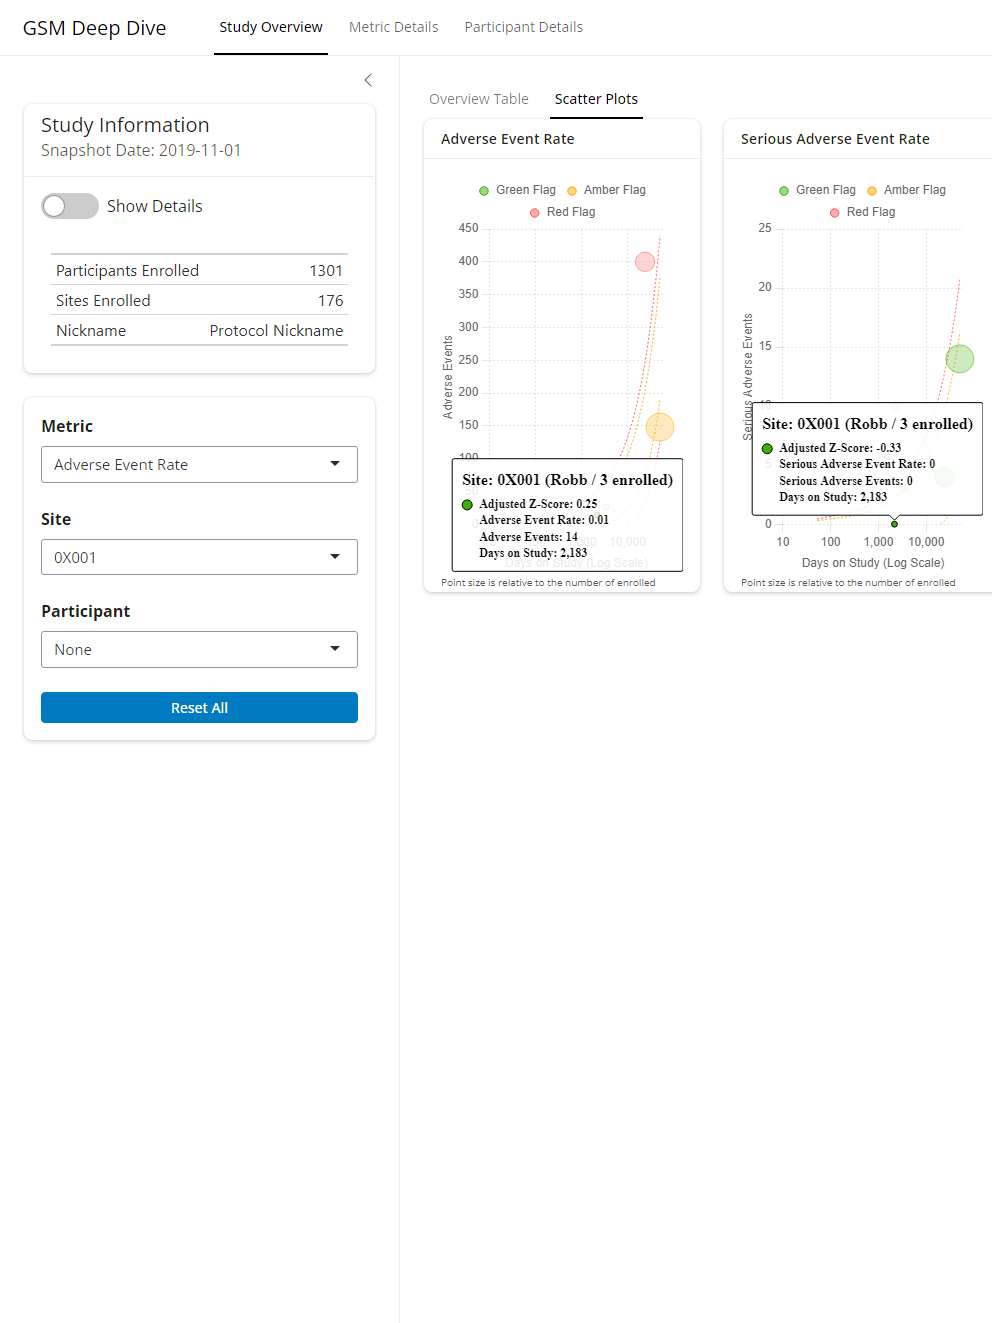 GSM Deep Dive
Study Overview
Metric Details
Participant Details
Study Information
Snapshot Date: 2019-11-01
Show Details
Participants Enrolled 1301
Sites Enrolled 176
Nickname Protocol Nickname
Metric
Adverse Event Rate
Site
0X001
Participant
None
Reset All
Overview Table
Scatter Plots
Adverse Event Rate
Green Flag
Amber Flag
Red Flag
450
400
350
300
250
200
150
100
50
0
Adverse Events
Site: 0X001 (Robb / 3 enrolled)
Adjusted Z-Score: 0.25
Adverse Event Rate: 0.01
Adverse Events: 14
Days on Study: 2,183
10,000
Days on Study (Log Scale)
Point size is relative to the number of enrolled
Serious Adverse Event Rate
Green Flag
Amber Flag
Red Flag
25
20
15
10
5
0
Serious Adverse Events
Site: 0X001 (Robb / 3 enrolled)
Adjusted Z-Score: -0.33
Serious Adverse Event Rate: 0
Serious Adverse Events: 0
Days on Study: 2,183
10
100
1,000
10,000
Days on Study (Log Scale)
Point size is relative to the number of enrolled